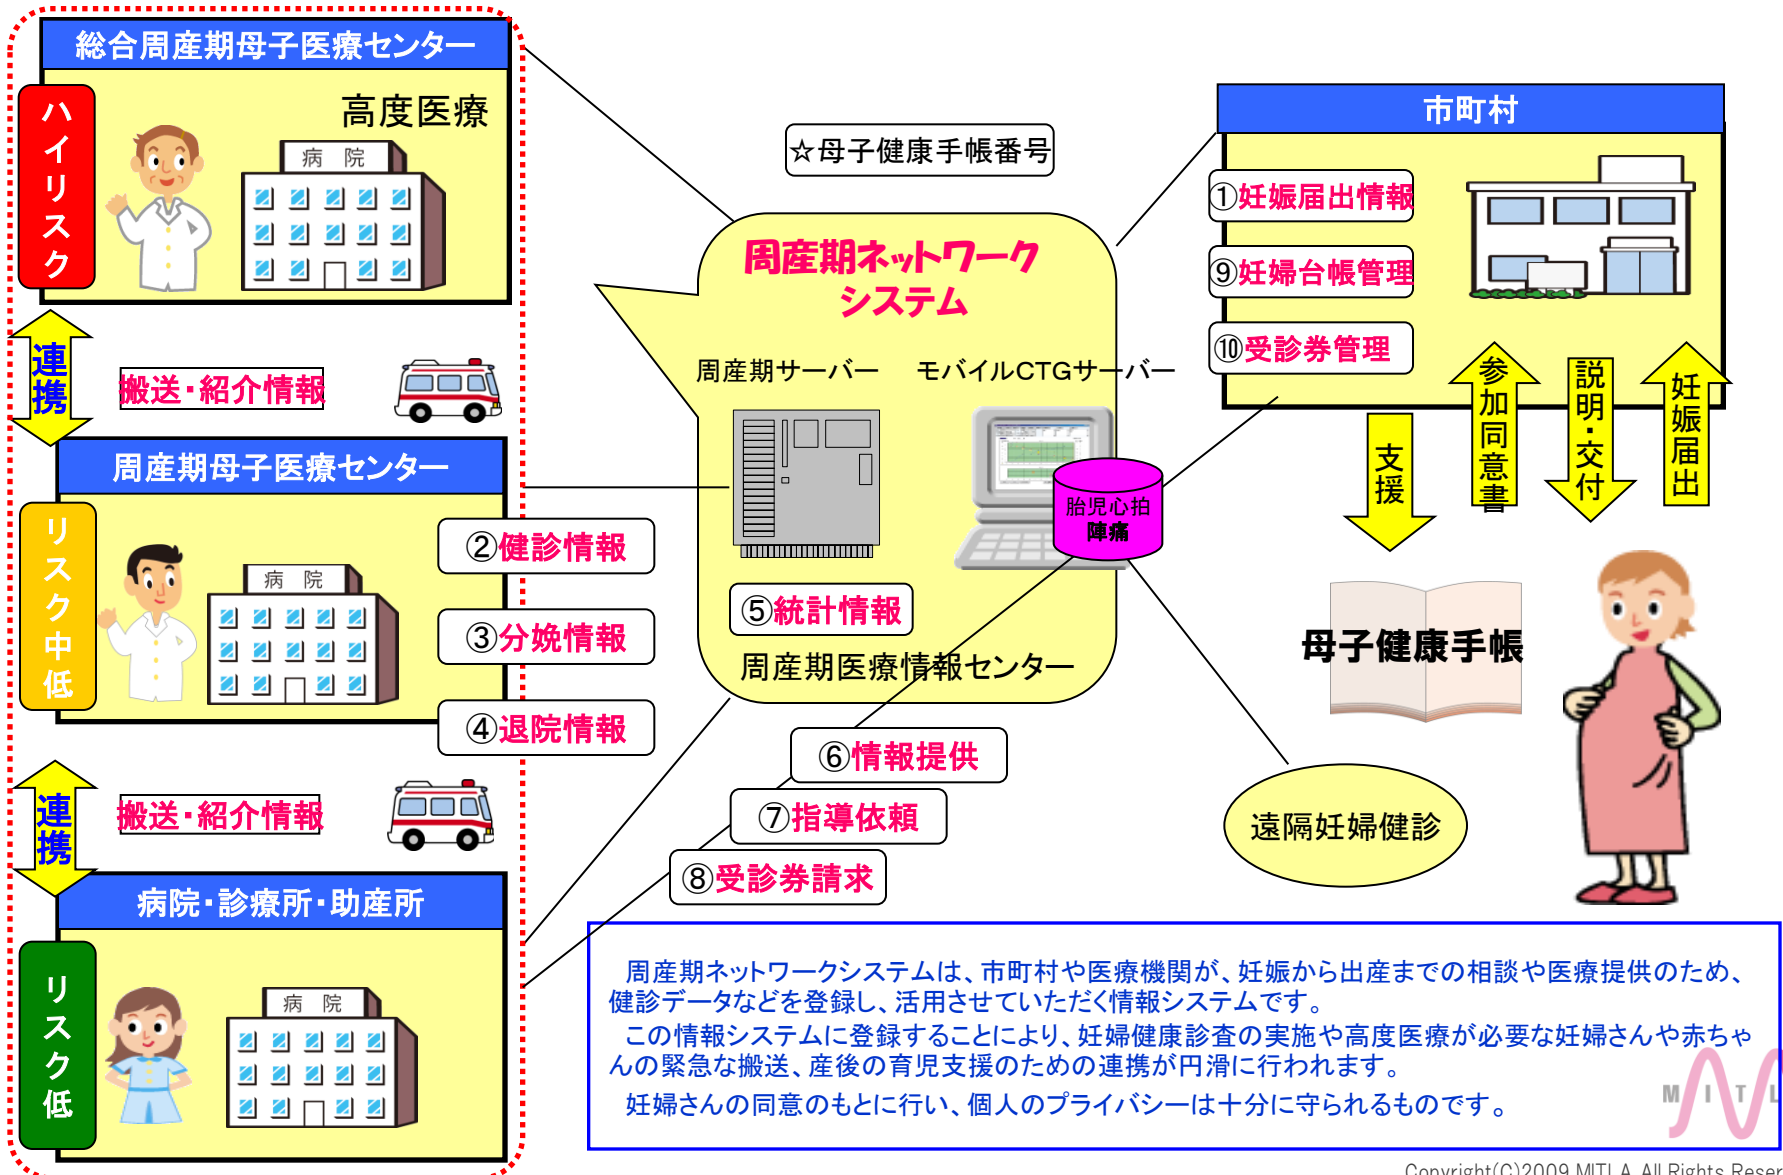 総合周産期母子医療センター
ハイリスク
高度医療
病 院
連携
搬送・紹介情報
周産期母子医療センター
リスク中低
病 院
②健診情報
③分娩情報
④退院情報
連携
搬送・紹介情報
病院・診療所・助産所
リスク低
病 院
☆母子健康手帳番号
周産期ネットワーク
システム
周産期サーバー
モバイルCTGサーバー
胎児心拍
陣痛
⑤統計情報
周産期医療情報センター
⑥情報提供
⑦指導依頼
⑧受診券請求
市町村
①妊娠届出情報
⑨妊婦台帳管理
⑩受診券管理
支援
参加同意書
説明・交付
妊娠届出
母子健康手帳
遠隔妊婦健診
周産期ネットワークシステムは、市町村や医療機関が、妊娠から出産までの相談や医療提供のため、
健診データなどを登録し、活用させていただく情報システムです。
この情報システムに登録することにより、妊婦健康診査の実施や高度医療が必要な妊婦さんや赤ちゃ
んの緊急な搬送、産後の育児支援のための連携が円滑に行われます。
妊婦さんの同意のもとに行い、個人のプライバシーは十分に守られるものです。
MITL
Copyright(C)2009 MITLA All Rights Reser